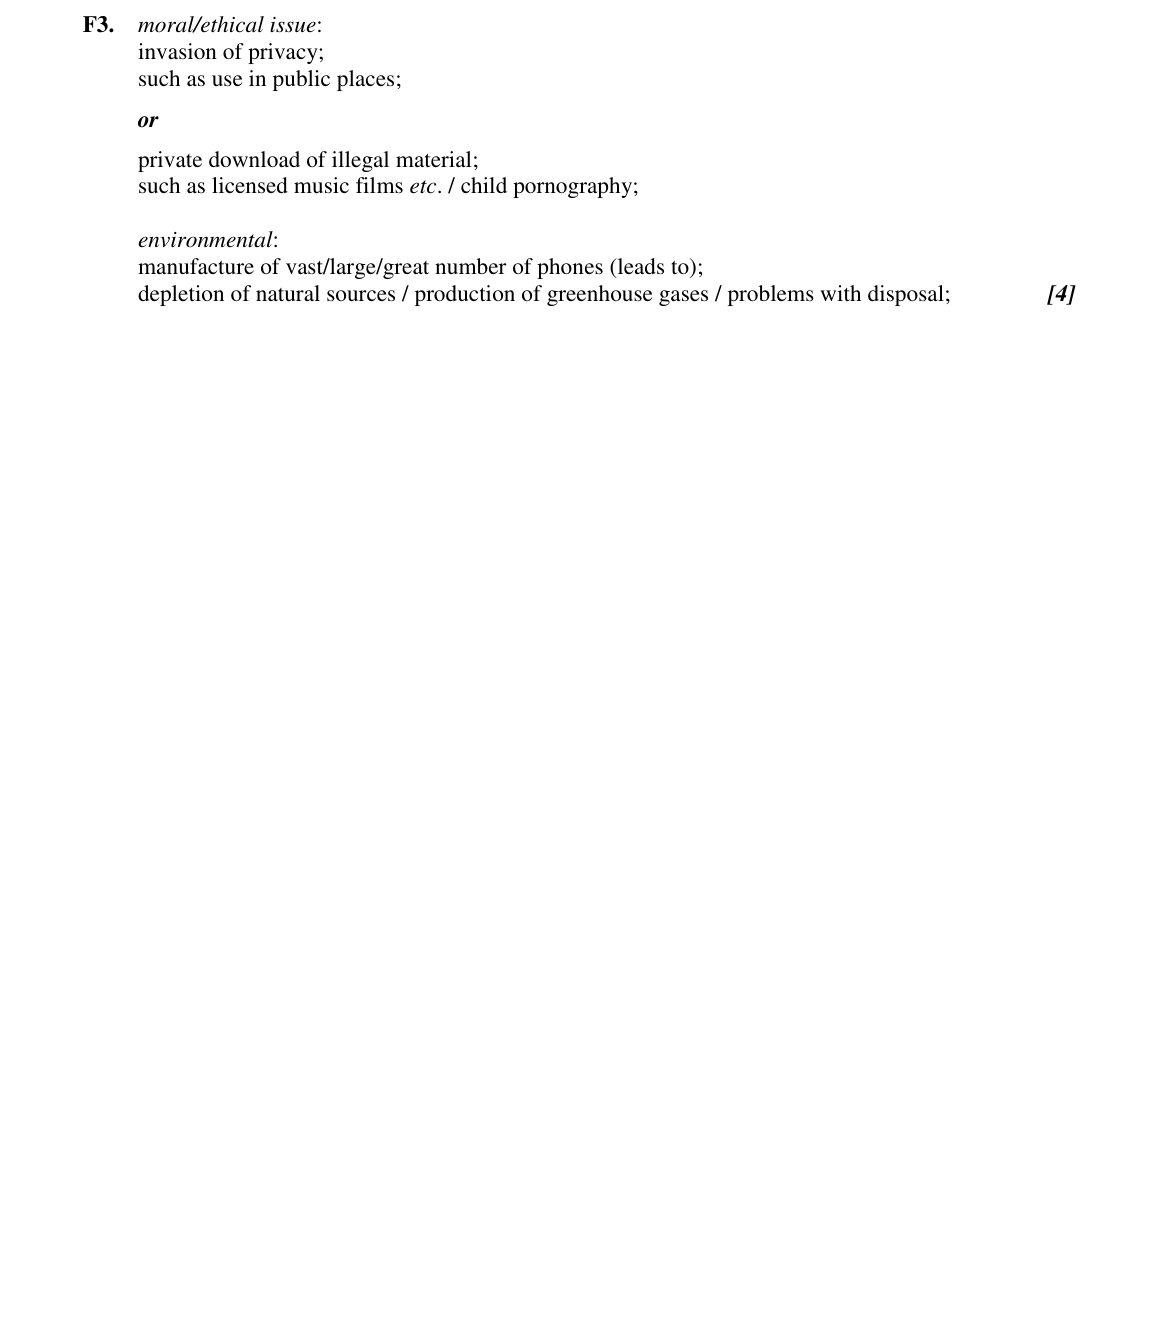 F3. moral/ethical issue:
invasion of privacy;
such as use in public places;
or
private download of illegal material;
such as licensed music films etc. / child pornography;
environmental:
manufacture of vast/large/great number of phones (leads to);
depletion of natural sources / production of greenhouse gases / problems with disposal; [4]